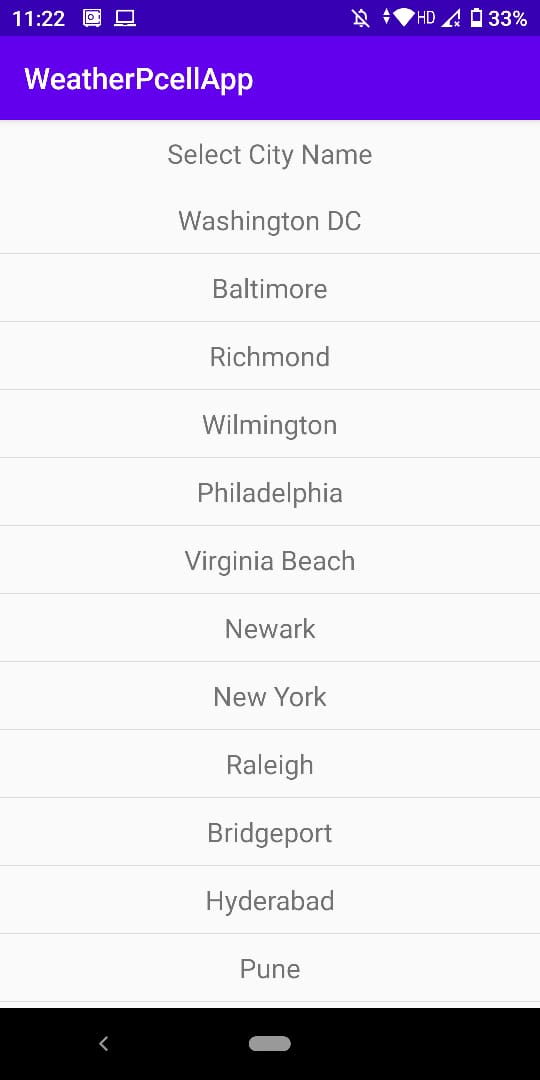 11:22 HD 33%
WeatherPcellApp
Select City Name
Washington DC
Baltimore
Richmond
Wilmington
Philadelphia
Virginia Beach
Newark
New York
Raleigh
Bridgeport
Hyderabad
Pune